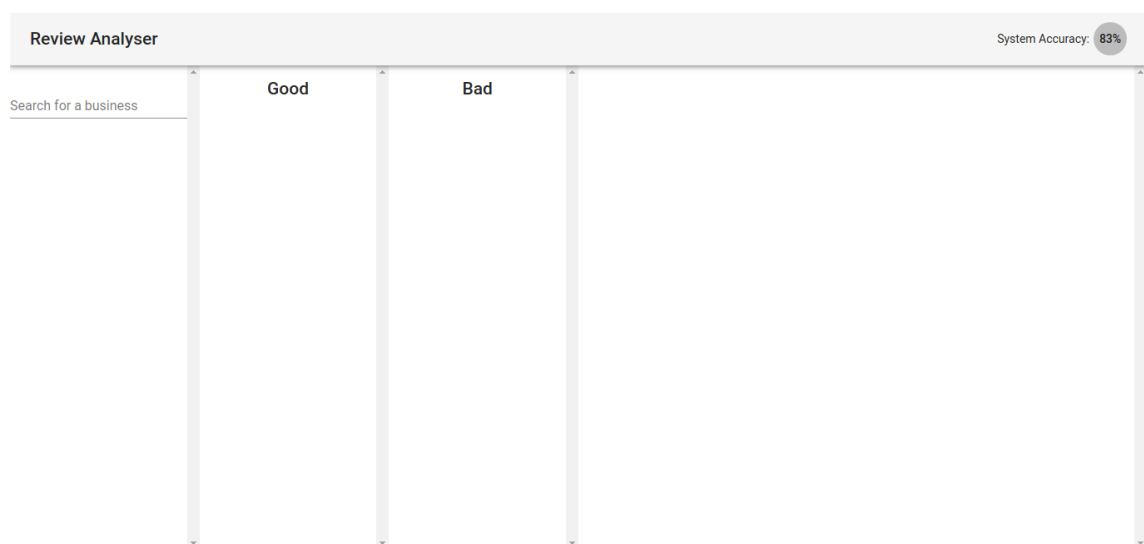 Review Analyser
System Accuracy: 83%
Search for a business
Good
Bad